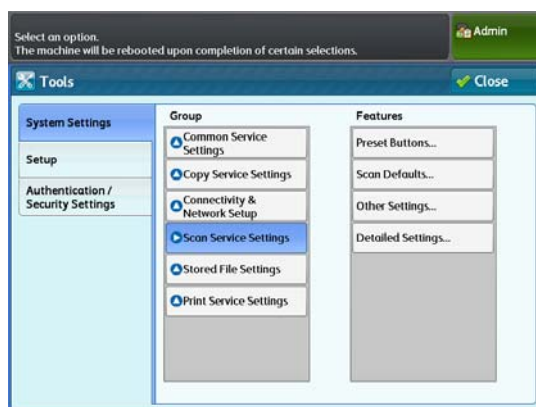 Select an option.
The machine will be rebooted upon completion of certain selections.
Admin
Tools
Close
System Settings
Setup
Authentication /
Security Settings
Group
Common Service
Settings
Copy Service Settings
Connectivity &
Network Setup
Scan Service Settings
Stored File Settings
Print Service Settings
Features
Preset Buttons...
Scan Defaults...
Other Settings...
Detailed Settings...